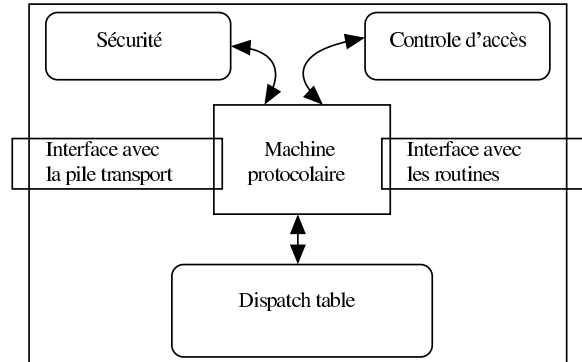 Sécurité
Controle d'accès
Interface avec
la pile transport
Machine
protocolaire
Interface avec
les routines
Dispatch table